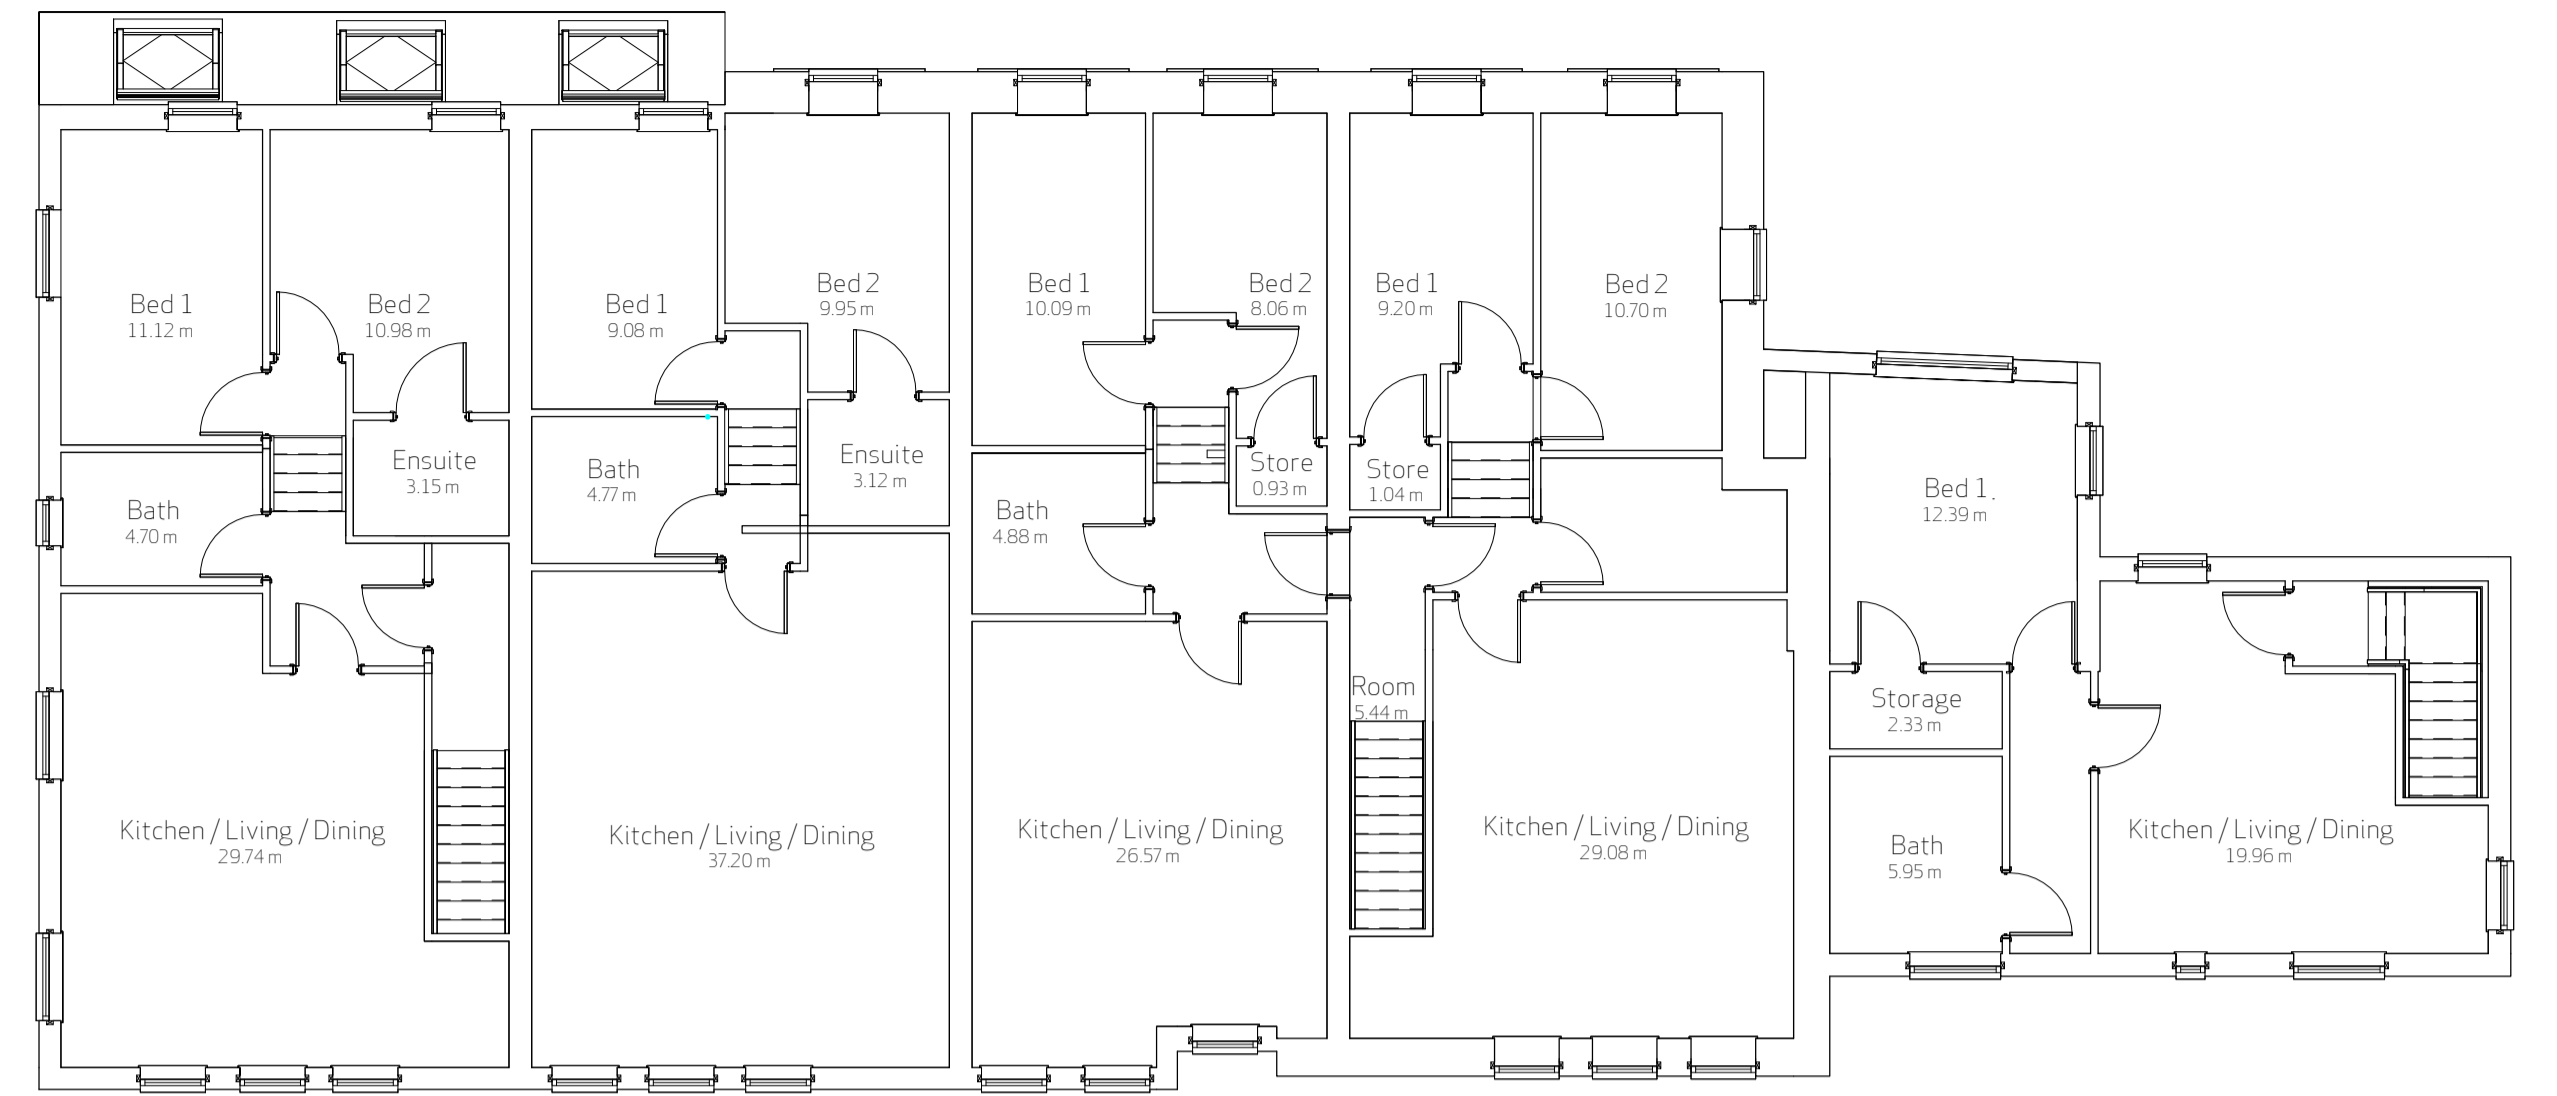 Bed 1
11.12 m
Bed 2
10.98 m
Bed 1
9.08 m
Bed 2
9.95 m
Bed 1
10.09 m
Bed 2
8.06 m
Bed 1
9.20 m
Bed 2
10.70 m
Ensuite
3.15 m
Bath
4.70 m
Bath
4.77 m
Ensuite
3.12 m
Bath
4.88 m
Store
0.93 m
Store
1.04 m
Bed 1.
12.39 m
Room
5.44 m
Storage
2.33 m
Kitchen / Living / Dining
29.74 m
Kitchen / Living / Dining
37.20 m
Kitchen / Living / Dining
26.57 m
Kitchen / Living / Dining
29.08 m
Bath
5.95 m
Kitchen / Living / Dining
19.96 m